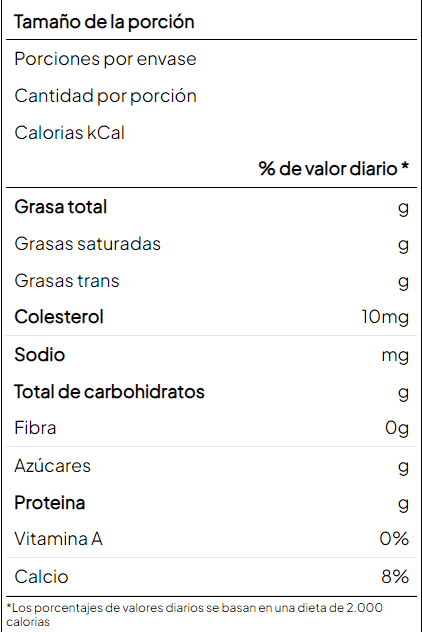 Tamaño de la porción
Porciones por envase
Cantidad por porción
Calorias kCal
% de valor diario *
Grasa total g
Grasas saturadas g
Grasas trans g
Colesterol 10mg
Sodio mg
Total de carbohidratos g
Fibra 0g
Azúcares g
Proteina g
Vitamina A 0%
Calcio 8%
*Los porcentajes de valores diarios se basan en una dieta de 2.000
calorias